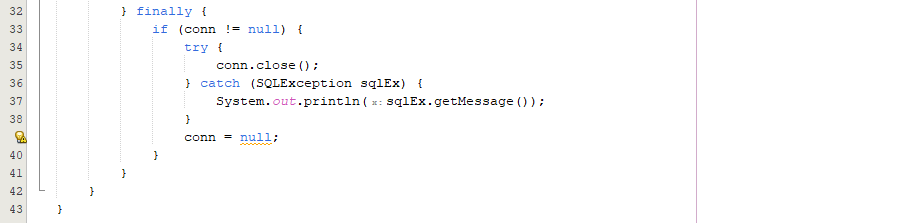 32 } finally {
33 if (conn != null) {
34 try {
35 conn.close();
36 } catch (SQLException sqlEx) {
37 System.out.println(x: sqlEx.getMessage());
38 }
conn = null;
40 }
41 }
42 }
43 }